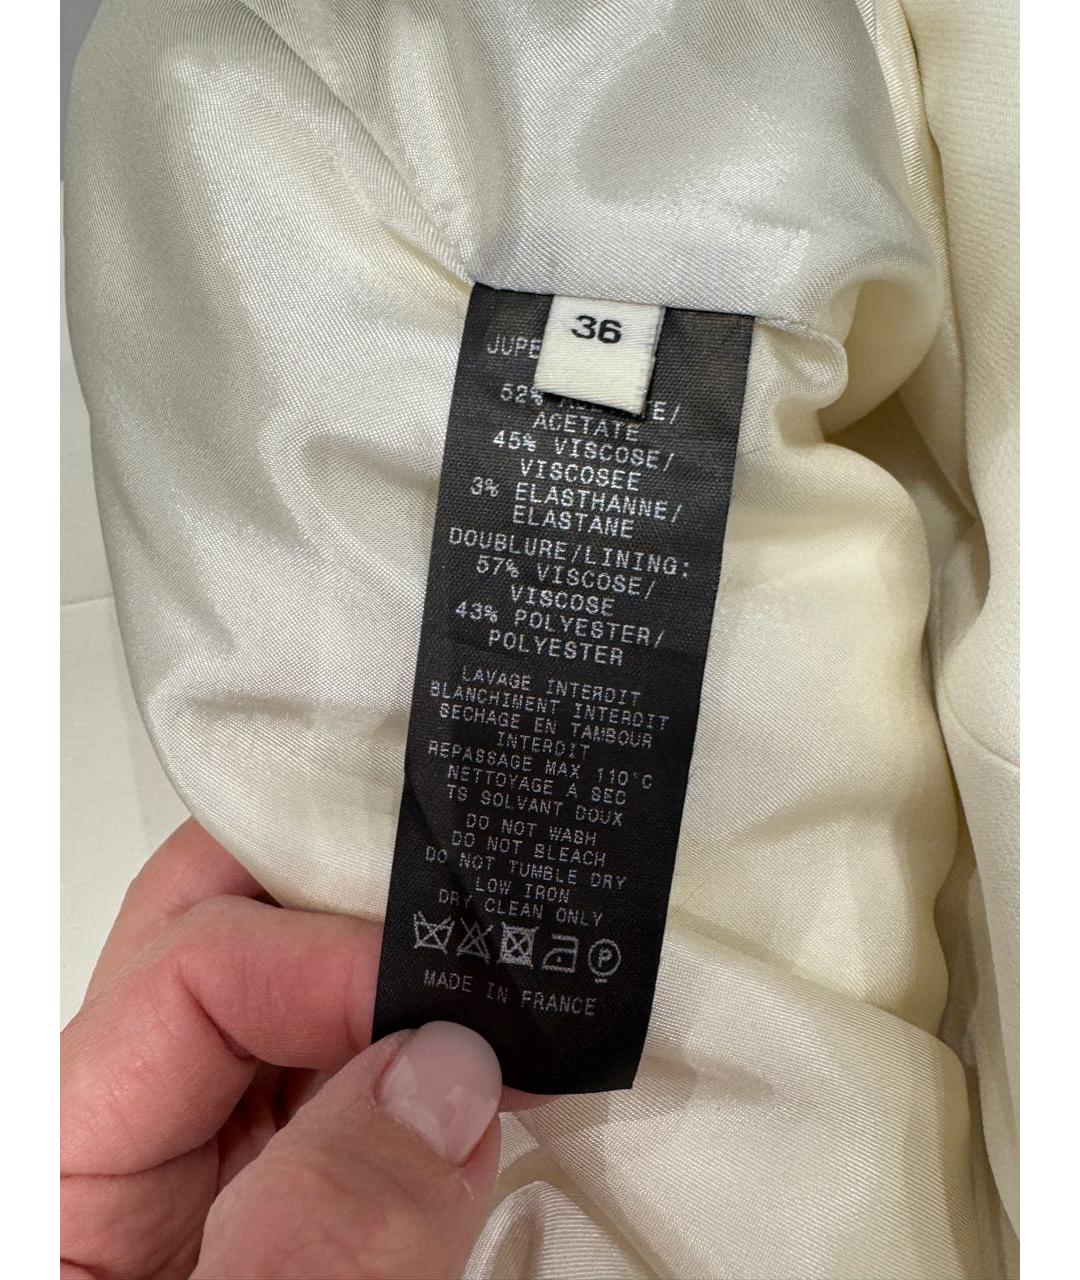 36
JUPE
52%
ACETATE
45% VISCOSE/
VISCOSEE
3% ELASTHANNE/
ELASTANE
DOUBLURE/LINING:
57% VISCOSE/
VISCOSE
43% POLYESTER/
POLYESTER
LAVAGE INTERDIT
BLANCHIMENT INTERDIT
SECHAGE EN TAMBOUR
INTERDIT
REPASSAGE MAX 110°C
NETTOYAGE A SEC
TS SOLVANT DOUX
DO NOT WASH
DO NOT BLEACH
DO NOT TUMBLE DRY
LOW IRON
DRY CLEAN ONLY
P
MADE IN FRANCE